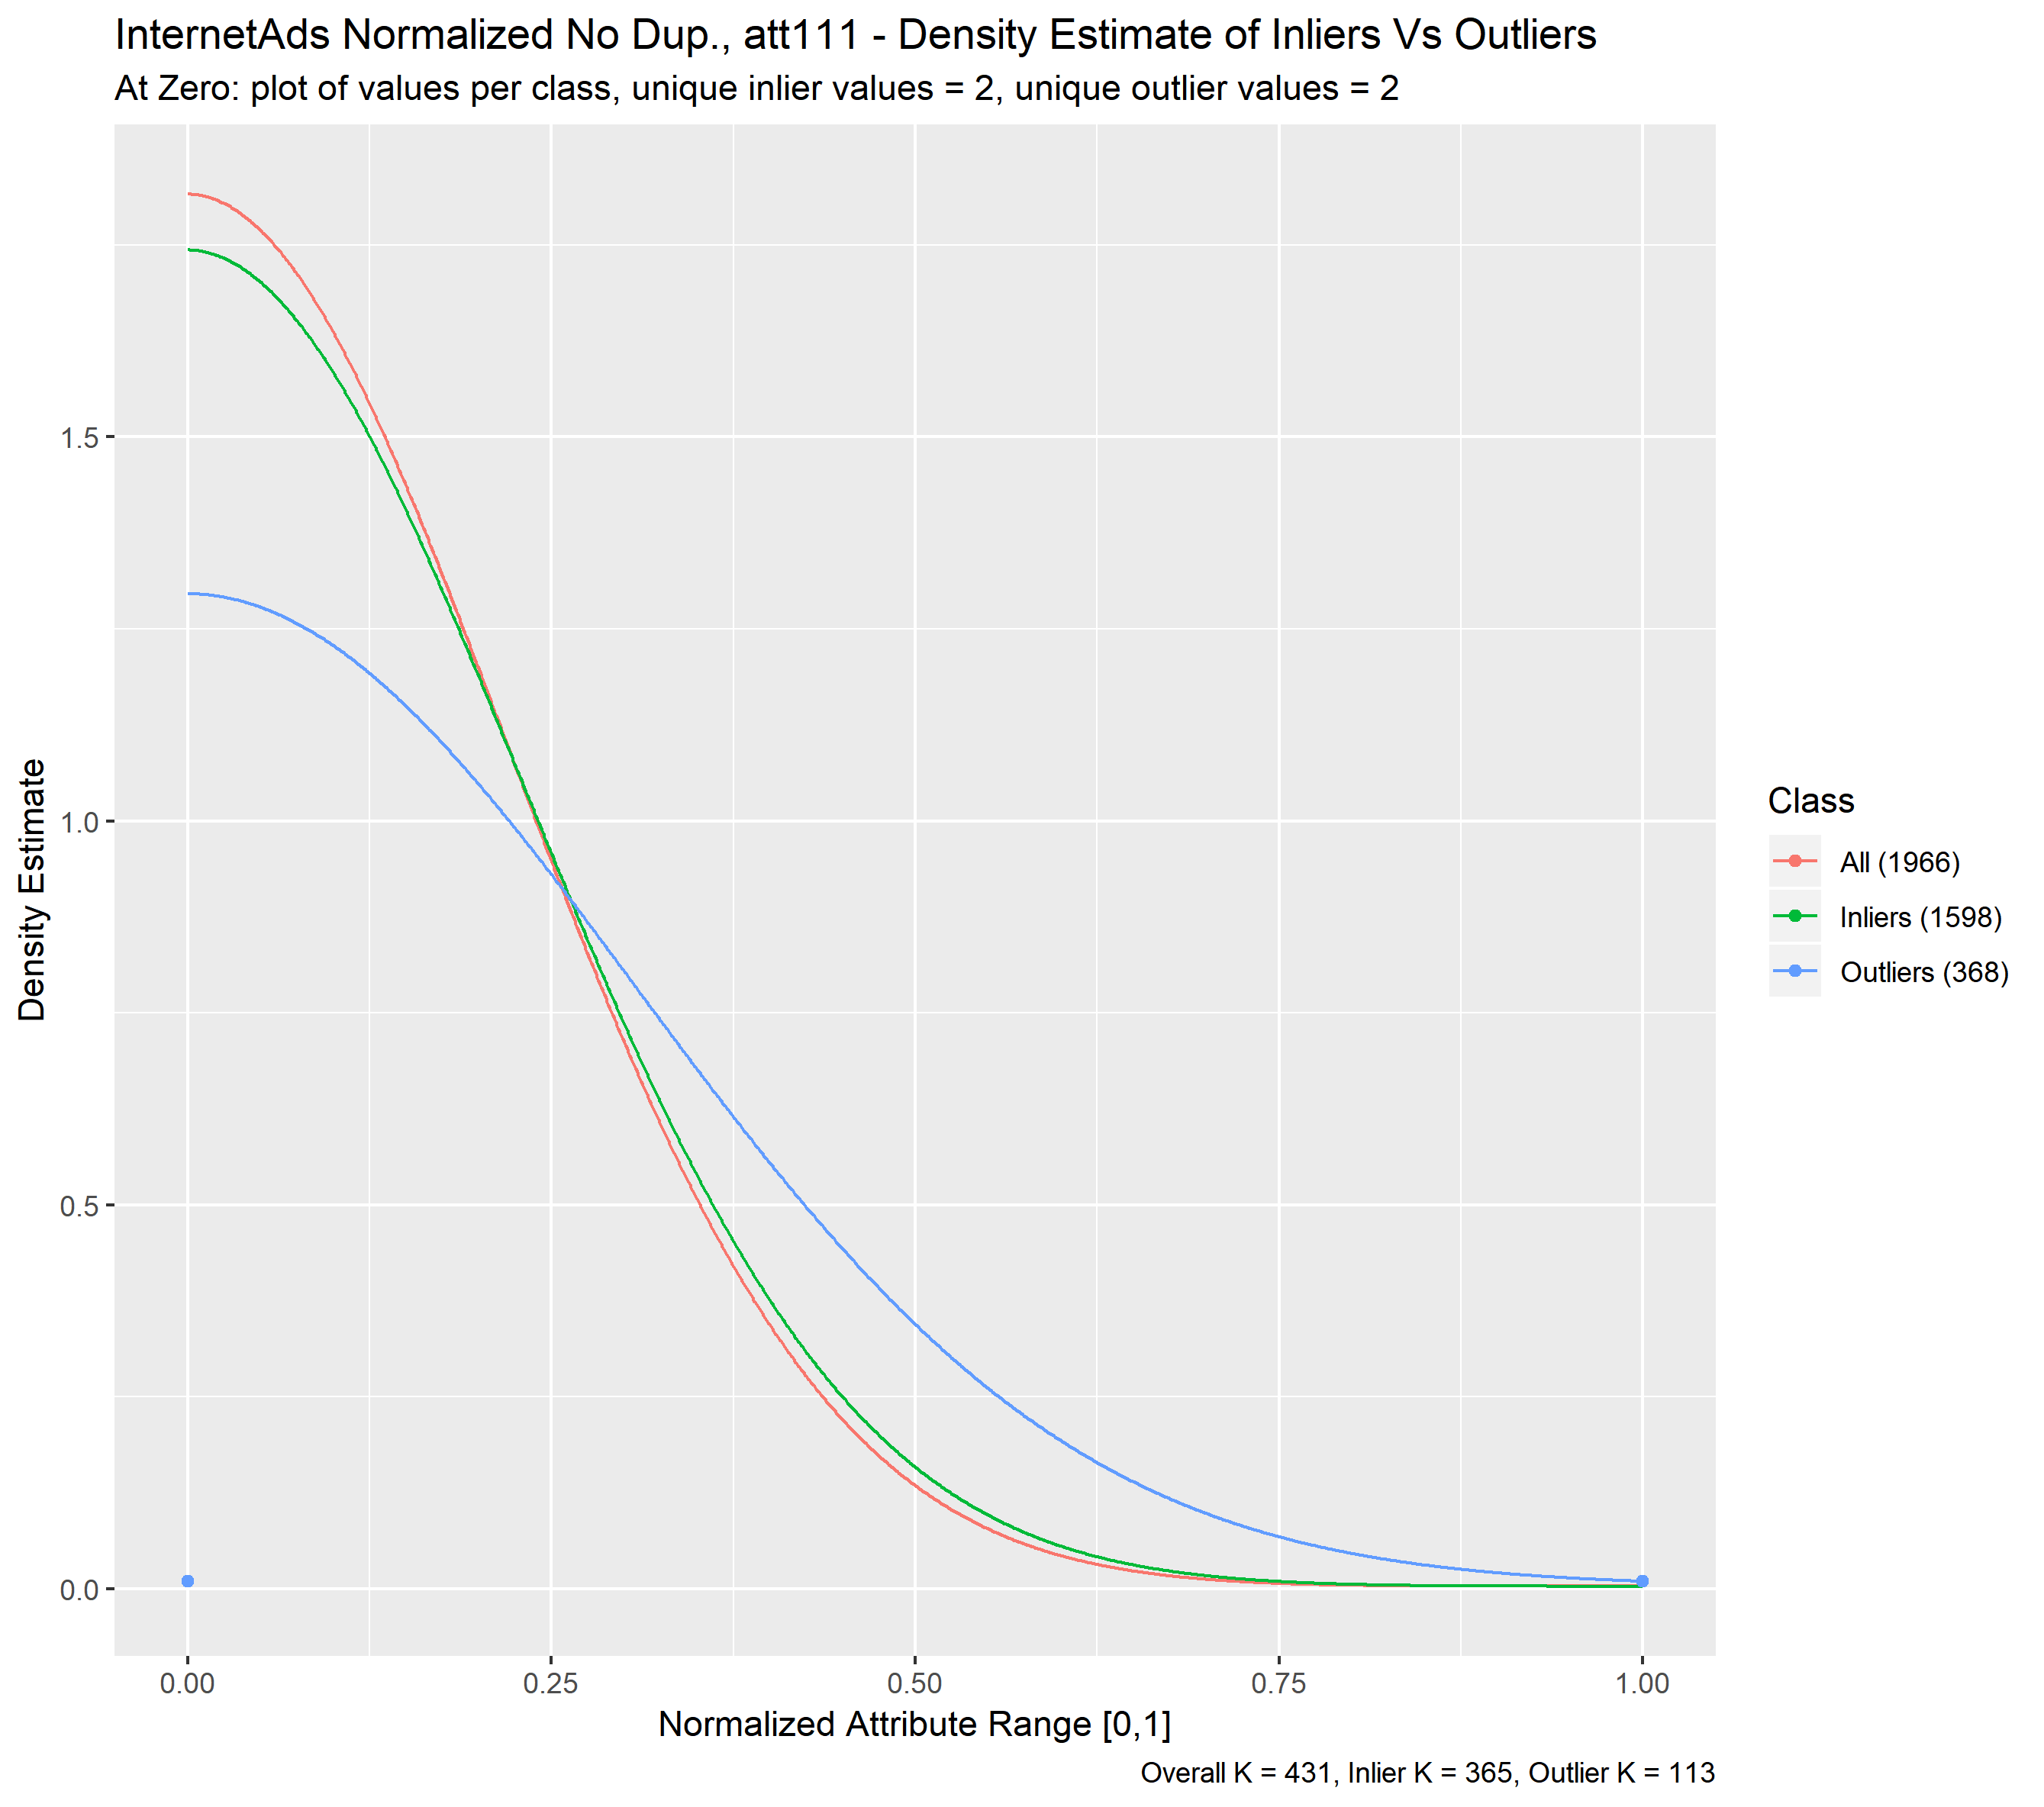 InternetAds Normalized No Dup., att111 - Density Estimate of Inliers Vs Outliers
At Zero: plot of values per class, unique inlier values = 2, unique outlier values = 2
Density Estimate
1.5
1.0
0.5
0.0
0.00 0.25 0.50 0.75 1.00
Normalized Attribute Range [0,1]
Class
All (1966)
Inliers (1598)
Outliers (368)
Overall K = 431, Inlier K = 365, Outlier K = 113